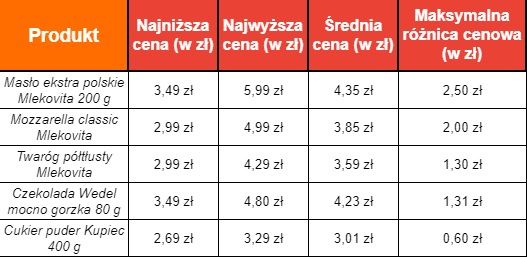 Produkt
Najniższa cena (w zł)
Najwyższa cena (w zł)
Średnia cena (w zł)
Maksymalna różnica cenowa (w zł)
Masło ekstra polskie Mlekovita 200 g
3,49 zł
5,99 zł
4,35 zł
2,50 zł
Mozzarella classic Mlekovita
2,99 zł
4,99 zł
3,85 zł
2,00 zł
Twaróg półtłusty Mlekovita
2,99 zł
4,29 zł
3,59 zł
1,30 zł
Czekolada Wedel mocno gorzka 80 g
3,49 zł
4,80 zł
4,23 zł
1,31 zł
Cukier puder Kupiec 400 g
2,69 zł
3,29 zł
3,01 zł
0,60 zł